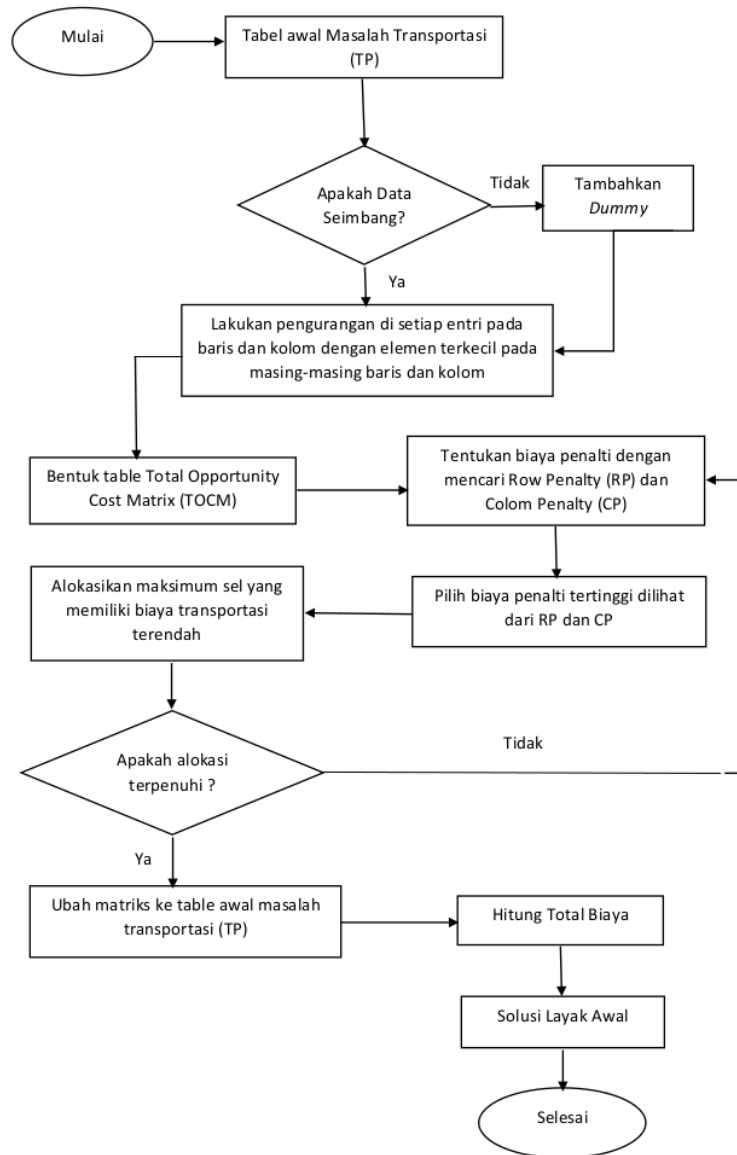 Mulai
Tabel awal Masalah Transportasi
(TP)
Apakah Data
Seimbang?
Tidak
Tambahkan
Dummy
Ya
Lakukan pengurangan di setiap entri pada
baris dan kolom dengan elemen terkecil pada
masing-masing baris dan kolom
Bentuk table Total Opportunity
Cost Matrix (TOCM)
Tentukan biaya penalti dengan
mencari Row Penalty (RP) dan
Colom Penalty (CP)
Pilih biaya penalti tertinggi dilihat
dari RP dan CP
Alokasikan maksimum sel yang
memiliki biaya transportasi
terendah
Apakah alokasi
terpenuhi ?
Tidak
Ya
Ubah matriks ke table awal masalah
transportasi (TP)
Hitung Total Biaya
Solusi Layak Awal
Selesai